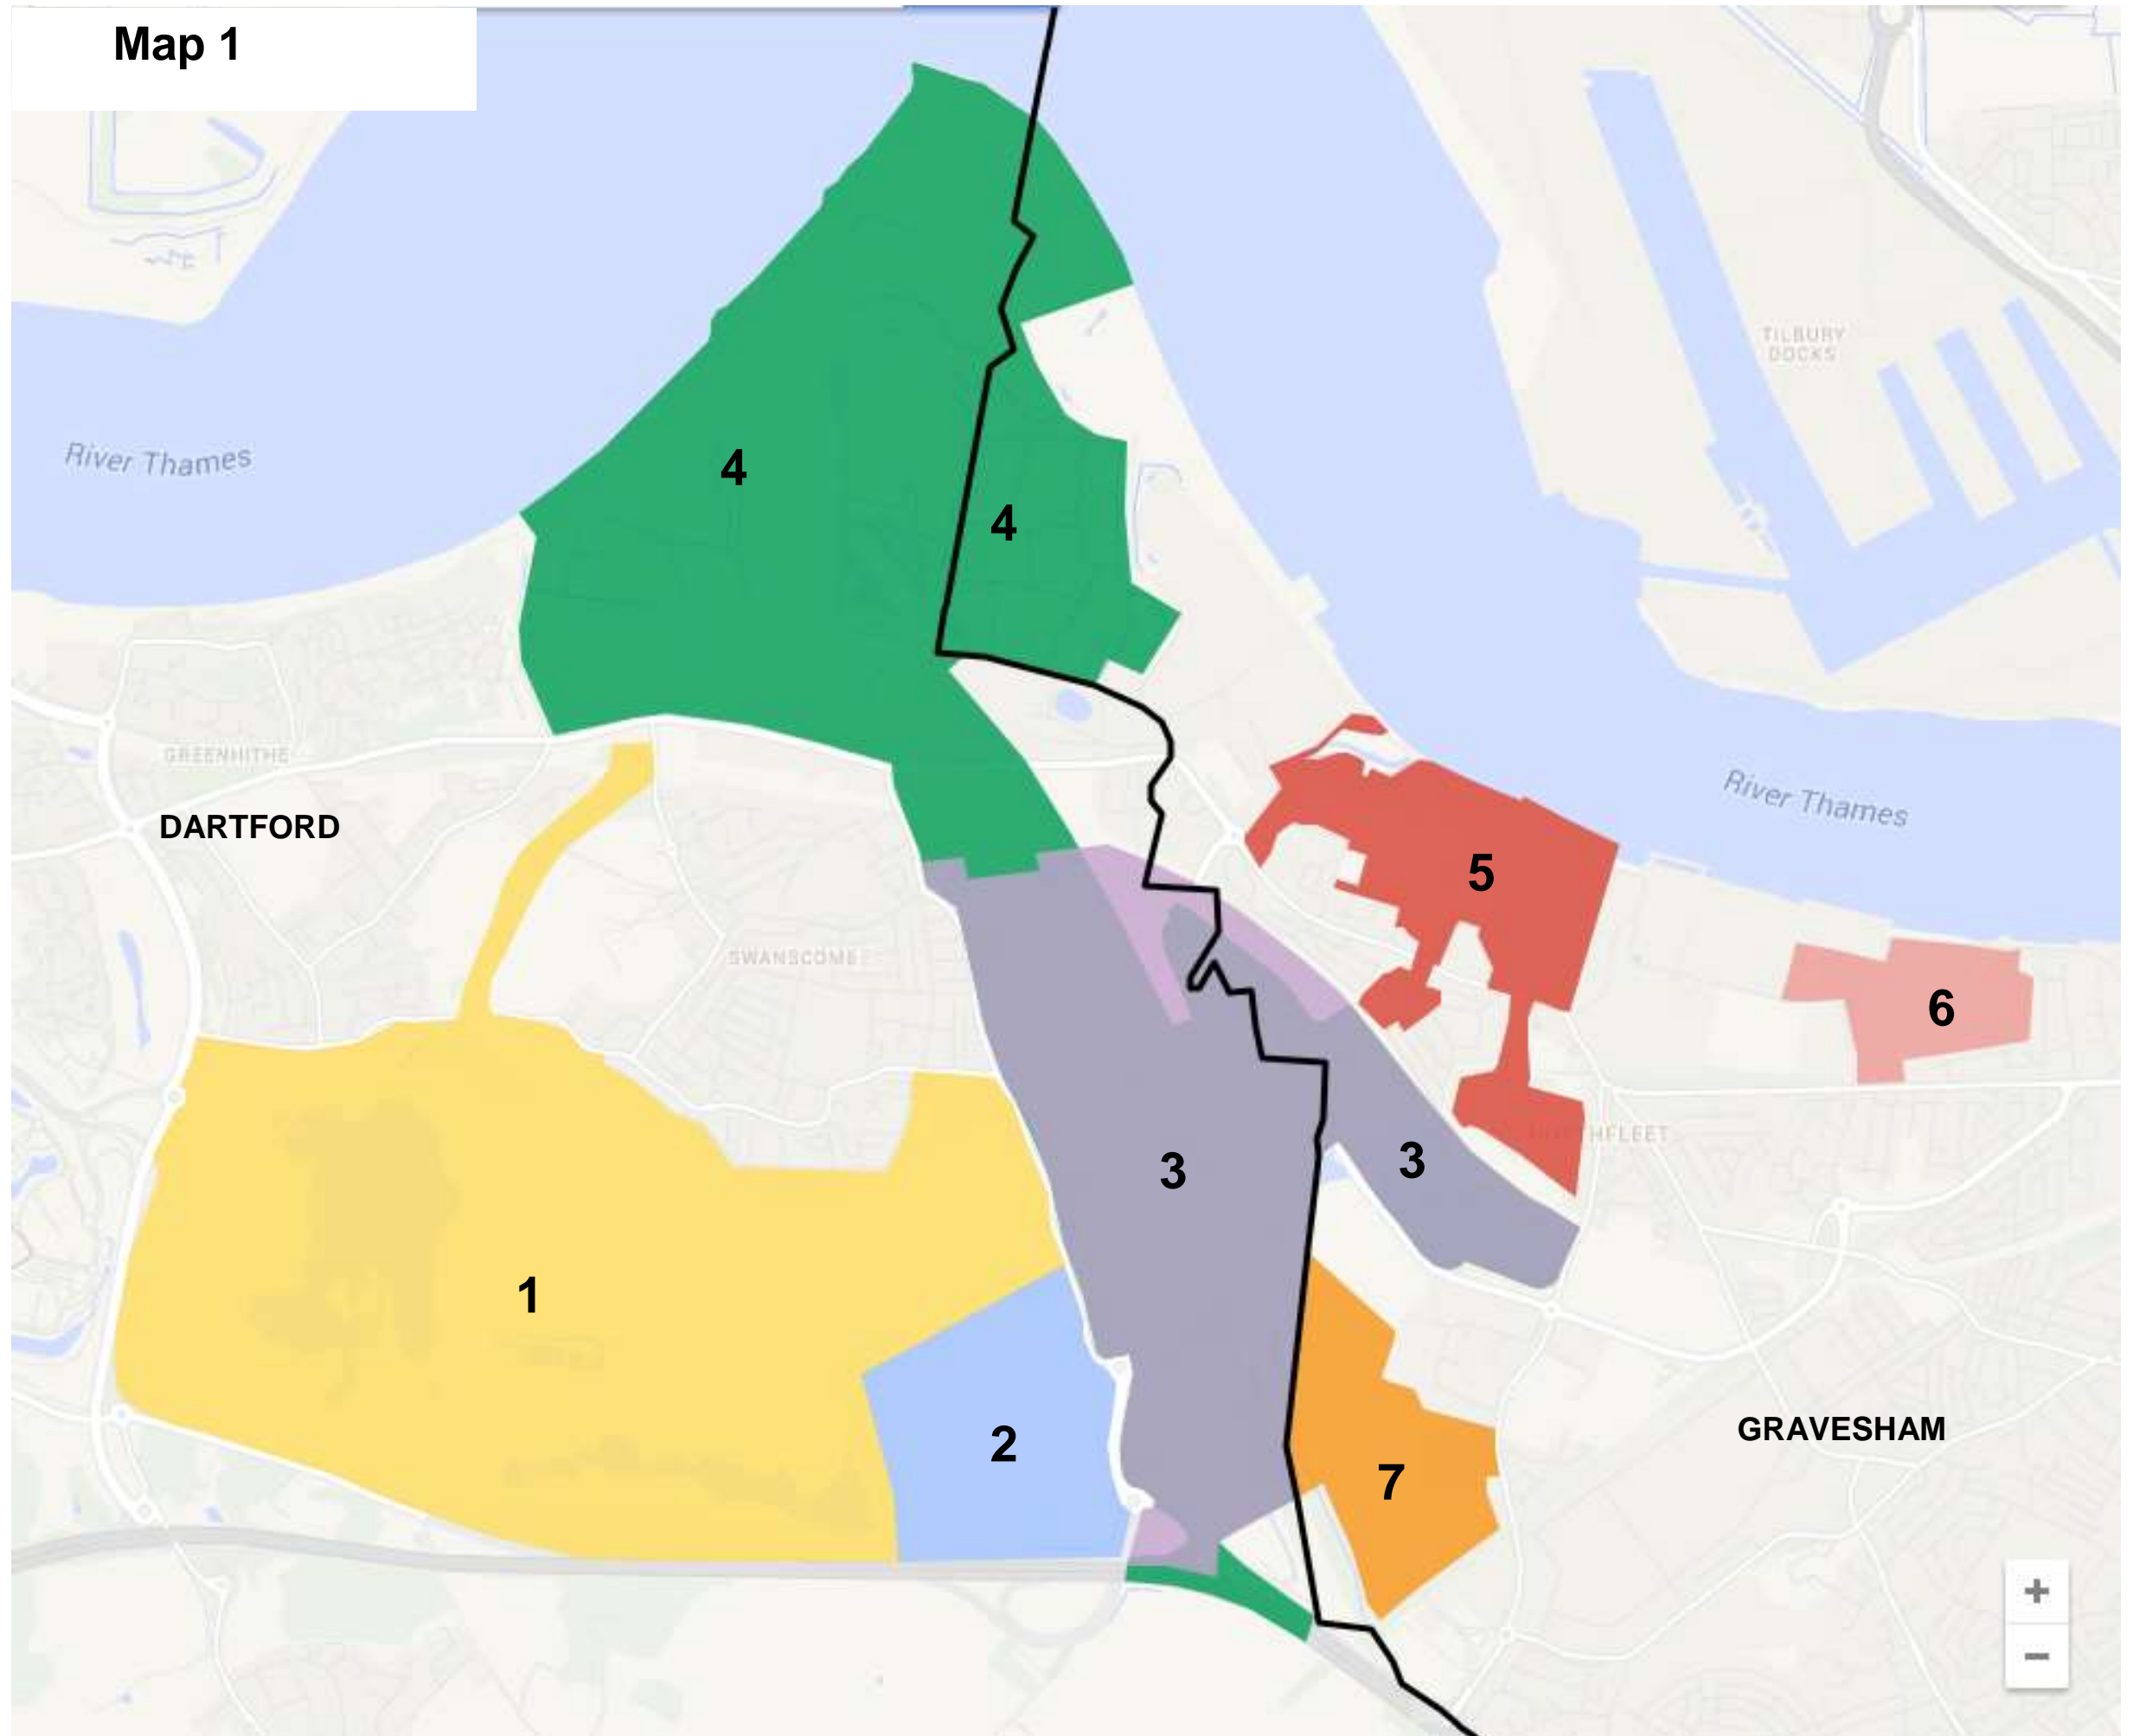 Map 1
TILBURY
DOCKS
River Thames
4
4
GREENHITHE
River Thames
DARTFORD
5
SWANSCOMBE
6
3
3
1
GRAVESHAM
2
7
+
−